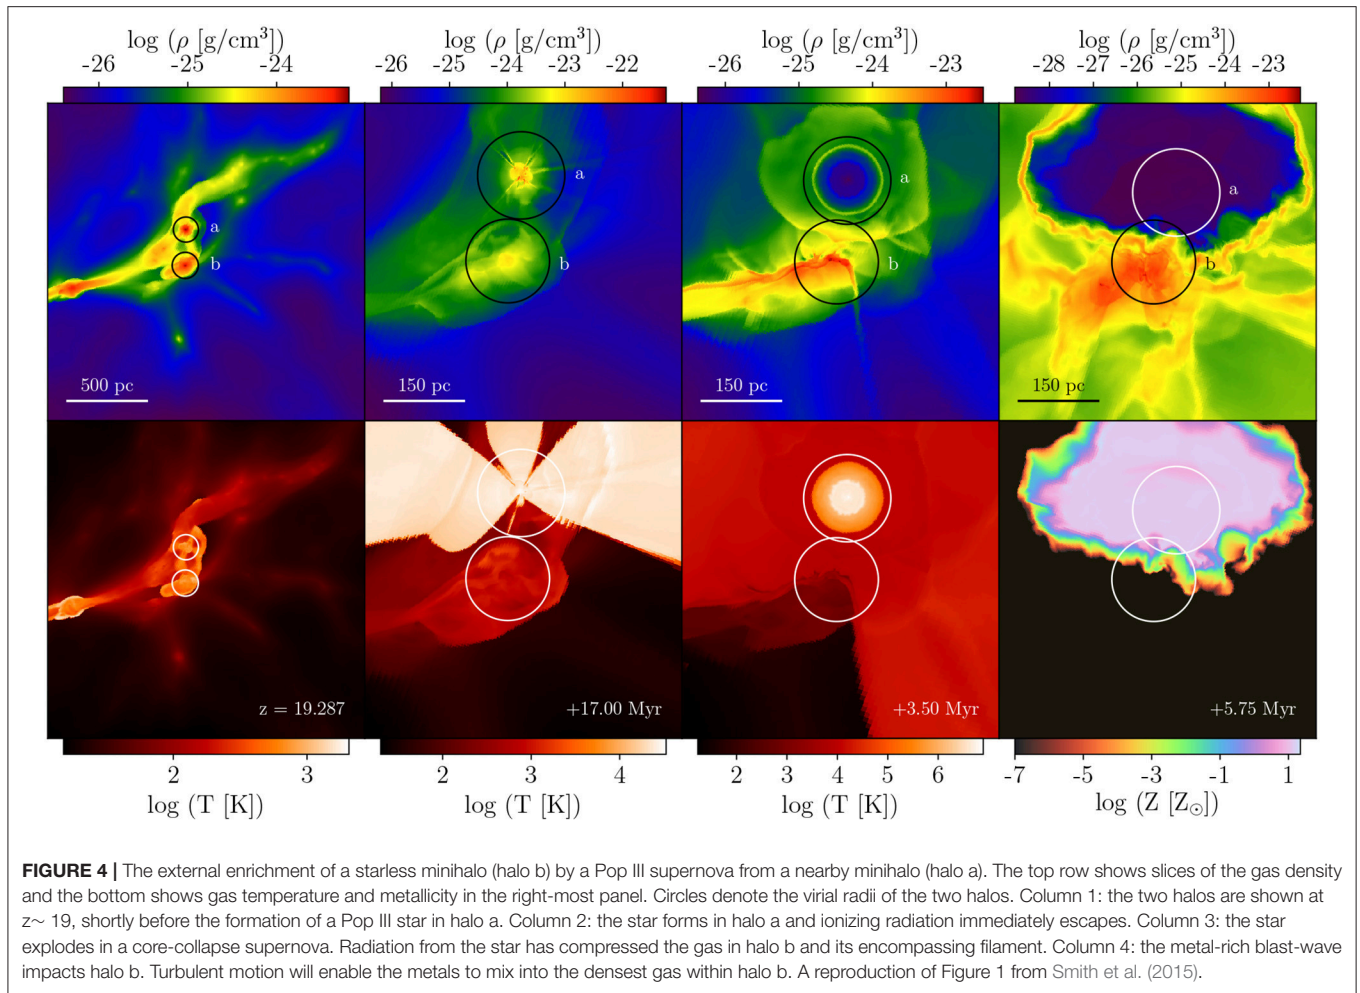 log (ρ [g/cm³]) log (ρ [g/cm³]) log (ρ [g/cm³]) log (ρ [g/cm³])
-26 -25 -24 -26 -25 -24 -23 -22 -26 -25 -24 -23 -28 -27 -26 -25 -24 -23
a a a a
b b b b
500 pc 150 pc 150 pc 150 pc
z = 19.287 +17.00 Myr +3.50 Myr +5.75 Myr
2 3 2 3 4 2 3 4 5 6 -7 -5 -3 -1 1
log (T [K]) log (T [K]) log (T [K]) log (Z [Z☉])
FIGURE 4 | The external enrichment of a starless minihalo (halo b) by a Pop III supernova from a nearby minihalo (halo a). The top row shows slices of the gas density
and the bottom shows gas temperature and metallicity in the right-most panel. Circles denote the virial radii of the two halos. Column 1: the two halos are shown at
z∼ 19, shortly before the formation of a Pop III star in halo a. Column 2: the star forms in halo a and ionizing radiation immediately escapes. Column 3: the star
explodes in a core-collapse supernova. Radiation from the star has compressed the gas in halo b and its encompassing filament. Column 4: the metal-rich blast-wave
impacts halo b. Turbulent motion will enable the metals to mix into the densest gas within halo b. A reproduction of Figure 1 from Smith et al. (2015).